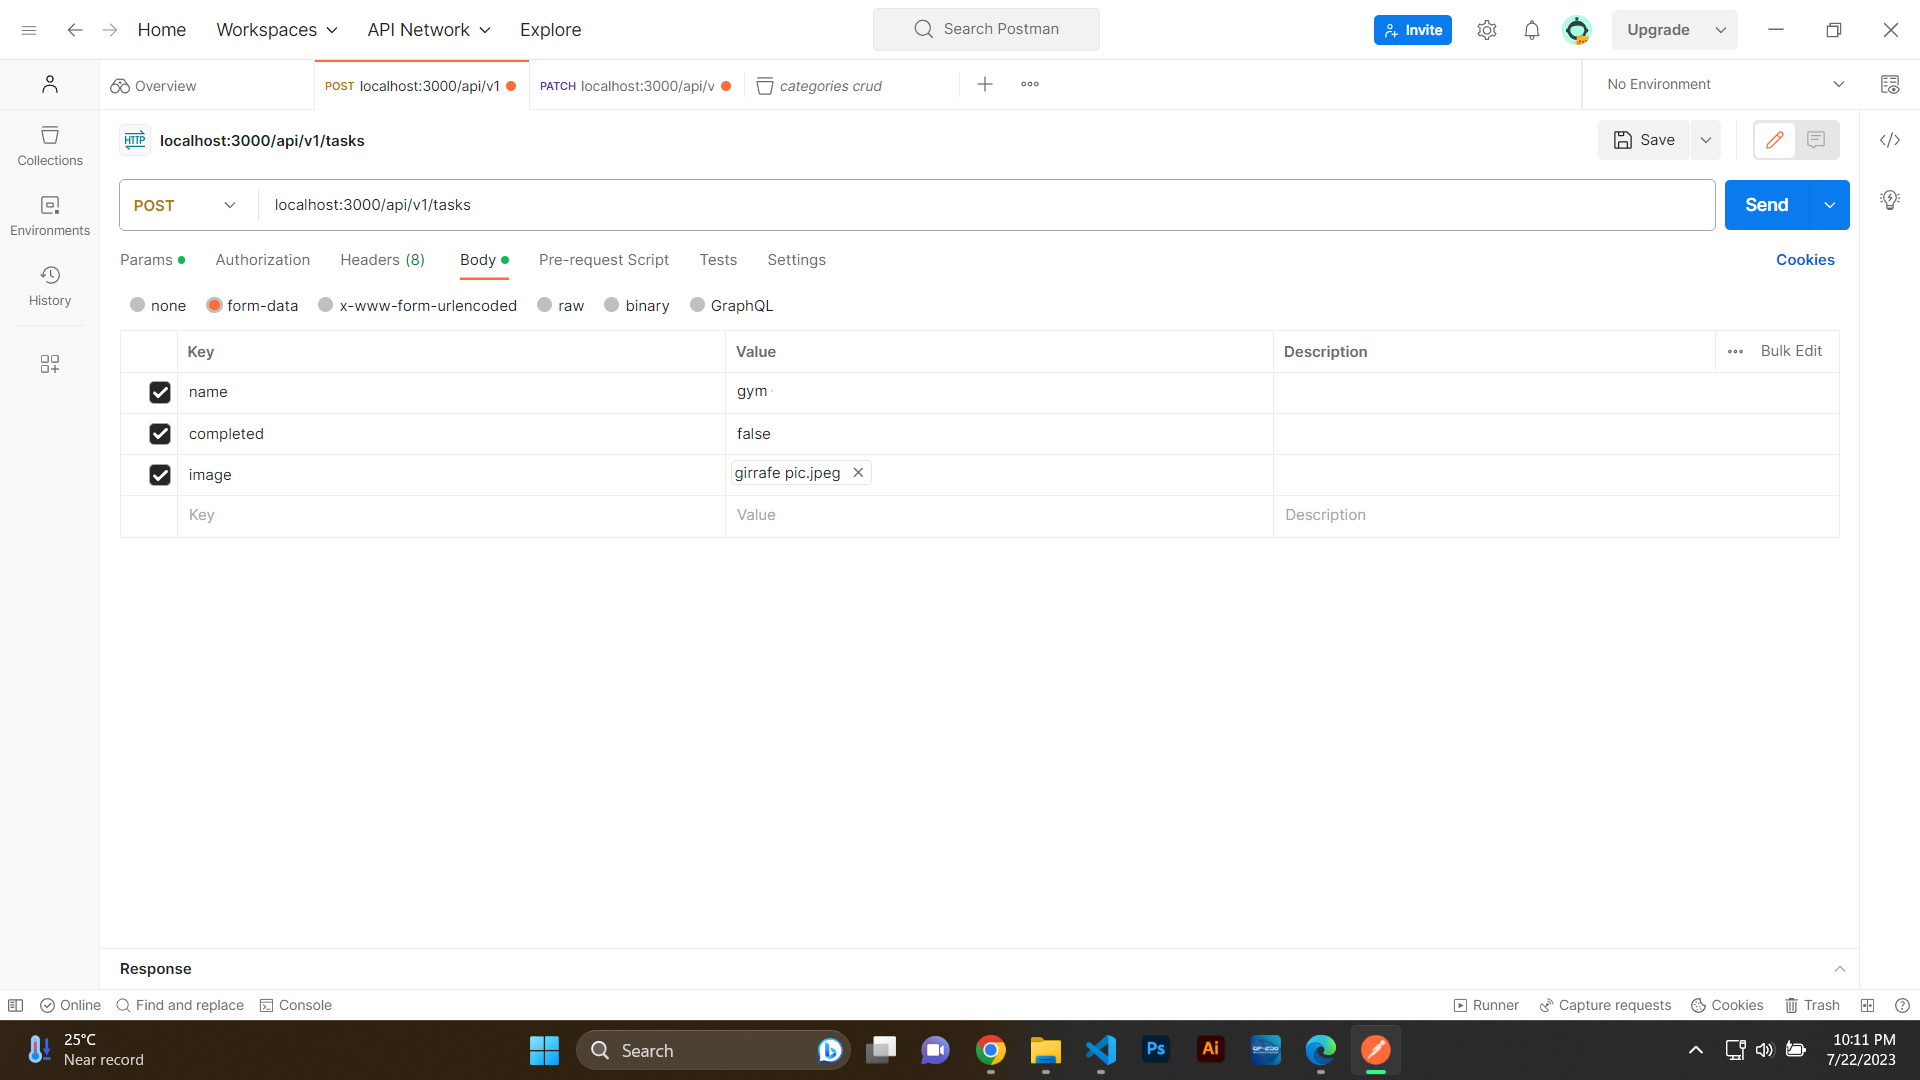 Home
Workspaces
API Network
Explore
Search Postman
Invite
Upgrade
Overview
POST localhost:3000/api/v1
PATCH localhost:3000/api/v
categories crud
No Environment
Collections
Environments
History
HTTP
localhost:3000/api/v1/tasks
Save
POST
localhost:3000/api/v1/tasks
Send
Params
Authorization
Headers (8)
Body
Pre-request Script
Tests
Settings
Cookies
none
form-data
x-www-form-urlencoded
raw
binary
GraphQL
Key Value Description Bulk Edit
name gym
completed false
image girrafe pic.jpeg
Key Value Description
Response
Online
Find and replace
Console
Runner
Capture requests
Cookies
Trash
25°C
Near record
Search
Ps
Ai
10:11 PM
7/22/2023